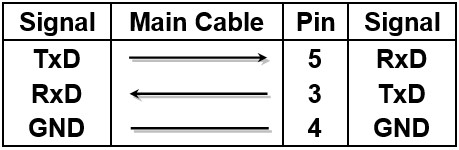 Signal Main Cable Pin Signal
TxD 5 RxD
RxD 3 TxD
GND 4 GND